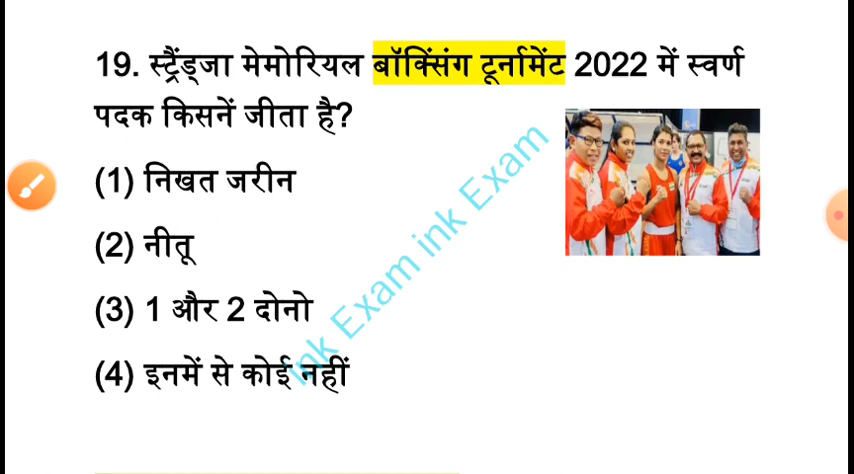 19. स्ट्रैंड्जा मेमोरियल बॉक्सिंग टूर्नामेंट 2022 में स्वर्ण
पदक किसनें जीता है?
(1) निखत जरीन
(2) नीतू
(3) 1 और 2 दोनो
(4) इनमें से कोई नहीं
ink Exam ink Exam